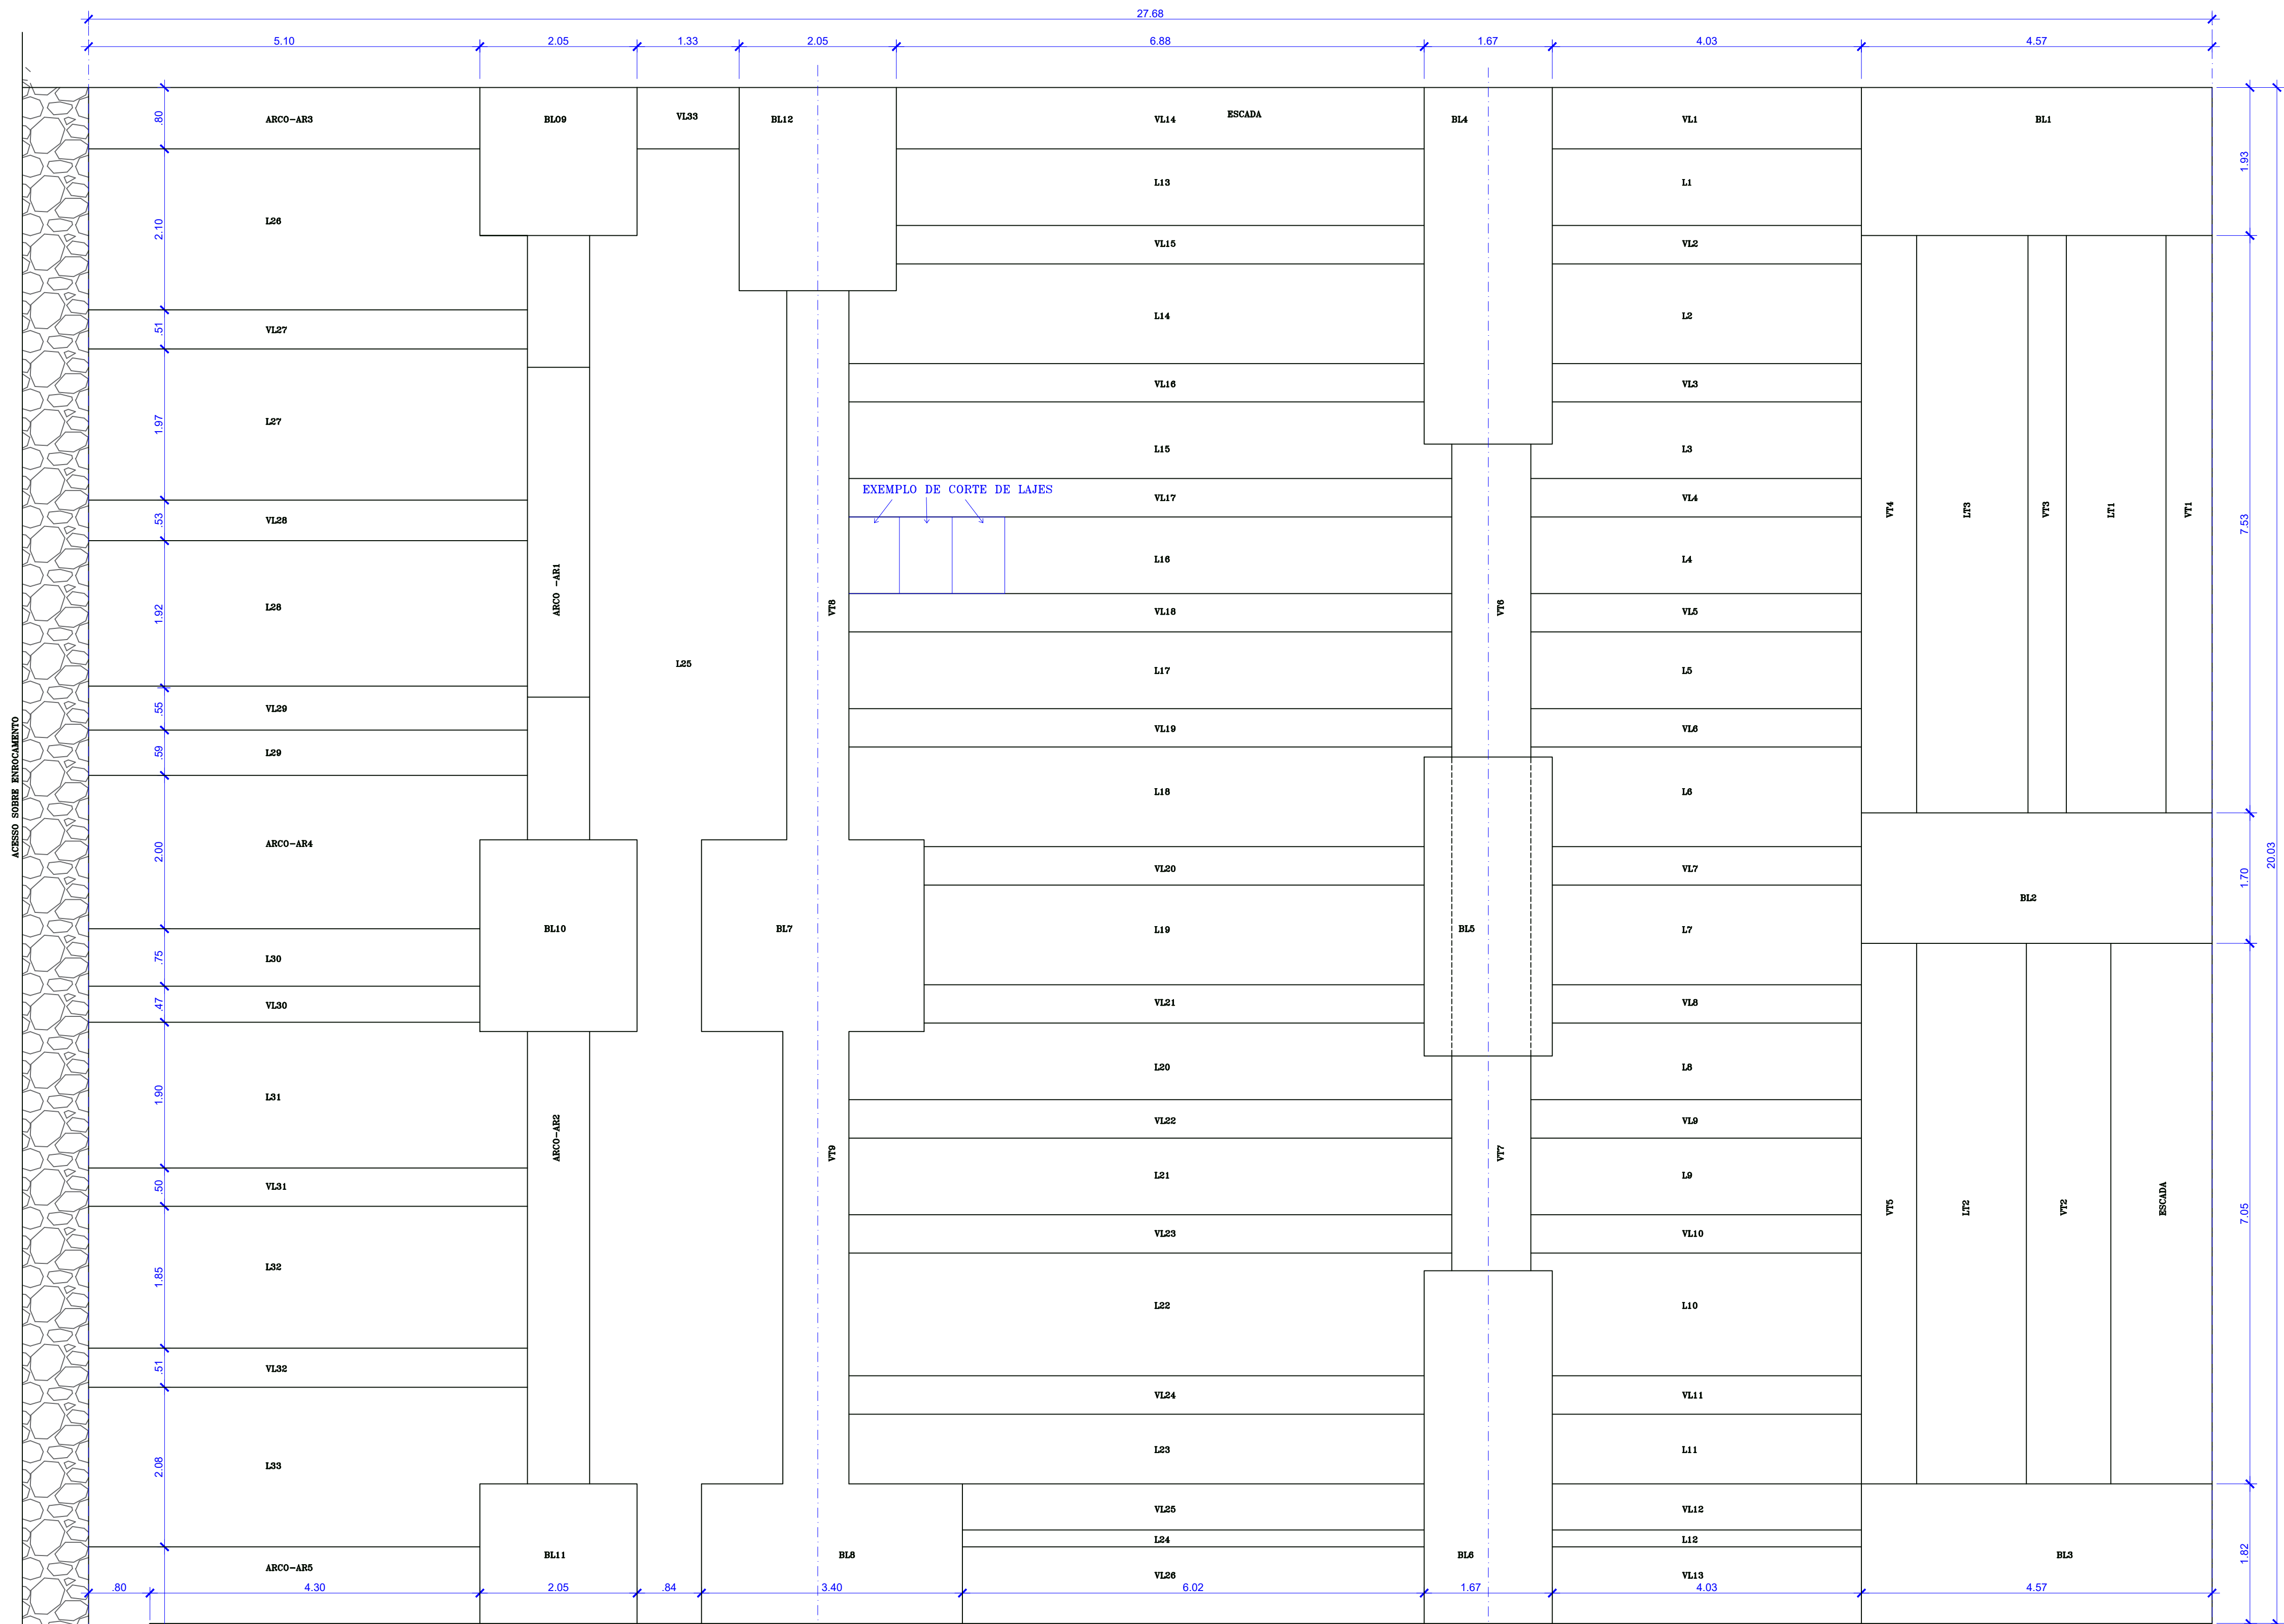 27.68
5.10 2.05 1.33 2.05 6.88 1.67 4.03 4.57
.80 ARCO-AR3 BL09 VL33 BL12 VL14 ESCADA BL4 VL1 BL1
1.93
L13 L1
2.10 L26
VL15 VL2
L14 L2
.51 VL27
VL16 VL3
1.97 L27
L15 L3
EXEMPLO DE CORTE DE LAJES
VL17 VL4
VT4 LT3 VT3 LT1 VT1 7.53
.53 VL28
L16 L4
ARCO -AR1
1.92 L28 VT8 VT6
VL18 VL5
L25
L17 L5
.55 VL29
VL19 VL6
.59 L29
ACESSO SOBRE ENROCAMENTO
L18 L6
2.00 ARCO-AR4
20.03
VL20 VL7
1.70
BL2
BL10 BL7 L19 BL5 L7
.75 L30
.47 VL30
VL21 VL8
L20 L8
1.90 L31
VL22 VL9
ARCO-AR2 VT9 VT7
L21 L9
.50 VL31
VT5 LT2 VT2 ESCADA 7.05
VL23 VL10
1.85 L32
L22 L10
.51 VL32
VL24 VL11
L23 L11
2.08 L33
VL25 VL12
L24 L12
BL11 BL8 BL6 BL3 1.82
ARCO-AR5
VL26 VL13
.80 4.30 2.05 .84 3.40 6.02 1.67 4.03 4.57